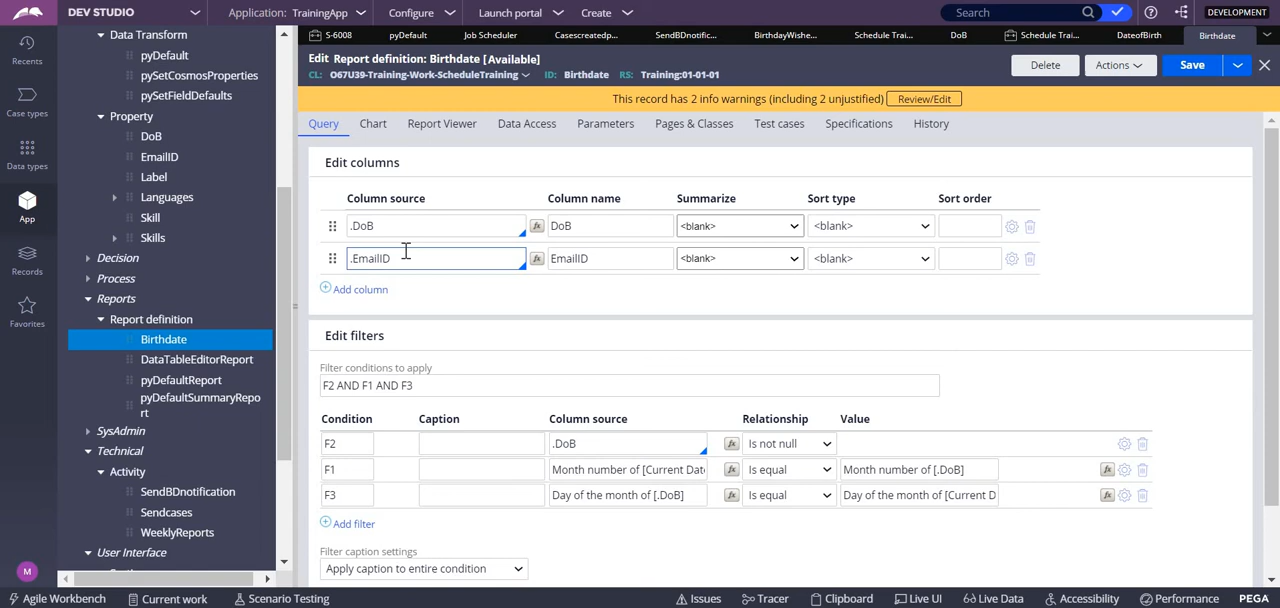 DEV STUDIO
Application: TrainingApp
Configure
Launch portal
Create
Search
DEVELOPMENT
S-6008
pyDefault
Job Scheduler
Casescreatedp...
SendBDnotific...
BirthdayWishe...
Schedule Trai...
DoB
Schedule Trai...
DateofBirth
Birthdate
Recents
Case types
Data types
App
Records
Favorites
M
Data Transform
pyDefault
pySetCosmosProperties
pySetFieldDefaults
Property
DoB
EmailID
Label
Languages
Skill
Skills
Decision
Process
Reports
Report definition
Birthdate
DataTableEditorReport
pyDefaultReport
pyDefaultSummaryRepo
rt
SysAdmin
Technical
Activity
SendBDnotification
Sendcases
WeeklyReports
User Interface
Edit Report definition: Birthdate [Available]
CL: O67U39-Training-Work-ScheduleTraining ID: Birthdate RS: Training:01-01-01
Delete
Actions
Save
This record has 2 info warnings (including 2 unjustified) Review/Edit
Query Chart Report Viewer Data Access Parameters Pages & Classes Test cases Specifications History
Edit columns
Column source Column name Summarize Sort type Sort order
.DoB fx DoB <blank> <blank>
.EmailID fx EmailID <blank> <blank>
Add column
Edit filters
Filter conditions to apply
F2 AND F1 AND F3
Condition Caption Column source Relationship Value
F2 .DoB fx Is not null
F1 Month number of [Current Dat fx Is equal Month number of [.DoB] fx
F3 Day of the month of [.DoB] fx Is equal Day of the month of [Current D fx
Add filter
Filter caption settings
Apply caption to entire condition
Agile Workbench Current work Scenario Testing Issues Tracer Clipboard Live UI Live Data Accessibility Performance PEGA